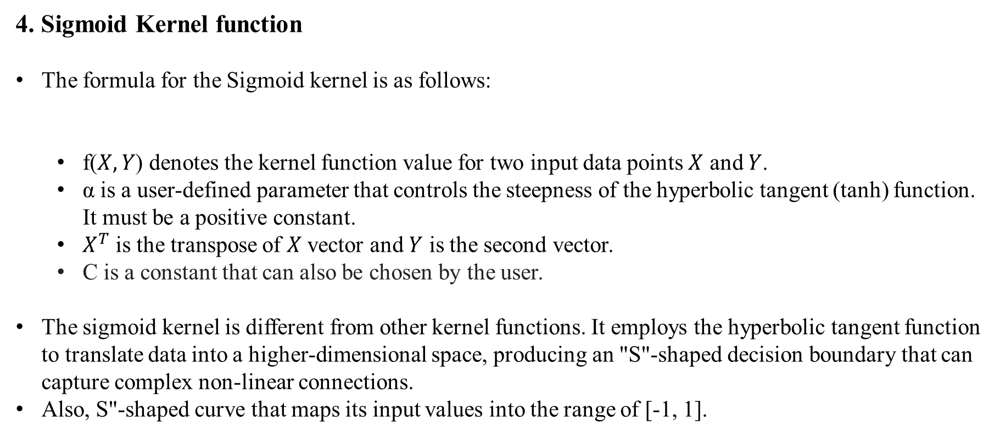 4. Sigmoid Kernel function
• The formula for the Sigmoid kernel is as follows:
• f(X, Y) denotes the kernel function value for two input data points X and Y.
• α is a user-defined parameter that controls the steepness of the hyperbolic tangent (tanh) function.
It must be a positive constant.
• Xᵀ is the transpose of X vector and Y is the second vector.
• C is a constant that can also be chosen by the user.
• The sigmoid kernel is different from other kernel functions. It employs the hyperbolic tangent function
to translate data into a higher-dimensional space, producing an "S"-shaped decision boundary that can
capture complex non-linear connections.
• Also, S"-shaped curve that maps its input values into the range of [-1, 1].